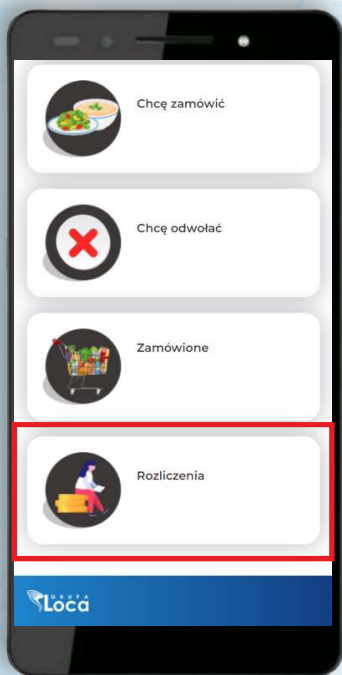 Chcę zamówić
Chcę odwołać
Zamówione
Rozliczenia
GRUPA
Loca